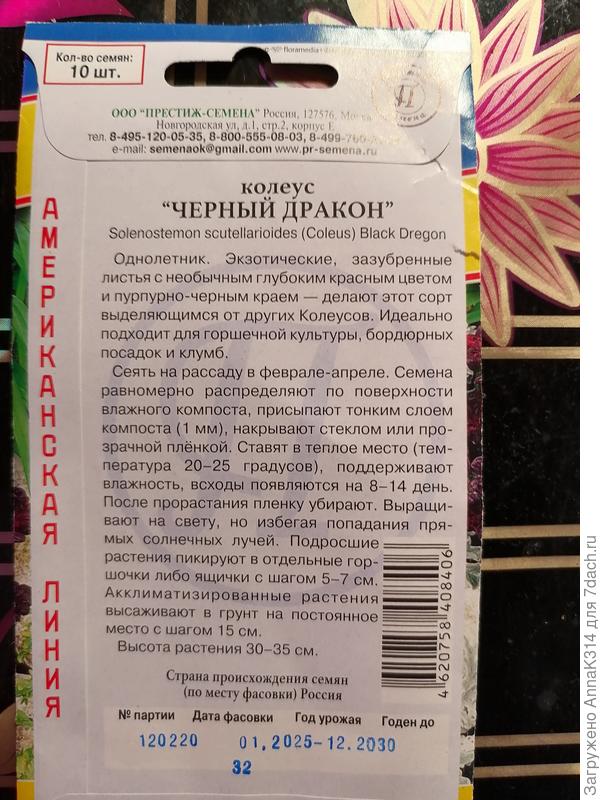 Кол-во семян:
10 шт.
floramedia
ООО "ПРЕСТИЖ-СЕМЕНА" Россия, 127576,
Новгородская ул, д.1, стр.2, корпус Е
тел. 8-495-120-05-35, 8-800-555-08-03, 8-499-760-
e-mail: semenaok@gmail.com www.pr-semena.ru
колеус
"ЧЕРНЫЙ ДРАКОН"
Solenostemon scutellarioides (Coleus) Black Dregon
Однолетник. Экзотические, зазубренные
листья с необычным глубоким красным цветом
и пурпурно-черным краем — делают этот сорт
выделяющимся от других Колеусов. Идеально
подходит для горшечной культуры, бордюрных
посадок и клумб.
Сеять на рассаду в феврале-апреле. Семена
равномерно распределяют по поверхности
влажного компоста, присыпают тонким слоем
компоста (1 мм), накрывают стеклом или про-
зрачной плёнкой. Ставят в теплое место (тем-
пература 20–25 градусов), поддерживают
влажность, всходы появляются на 8–14 день.
После прорастания пленку убирают. Выращи-
вают на свету, но избегая попадания пря-
мых солнечных лучей. Подросшие
растения пикируют в отдельные гор-
шочки либо ящички с шагом 5–7 см.
Акклиматизированные растения
высаживают в грунт на постоянное
место с шагом 15 см.
Высота растения 30–35 см.
Страна происхождения семян
(по месту фасовки) Россия
№ партии Дата фасовки Год урожая Годен до
120220 01,2025-12.2030
32
АМЕРИКАНСКАЯ ЛИНИЯ
4 620758 408406
Загружено AnnaK314 для 7dach.ru